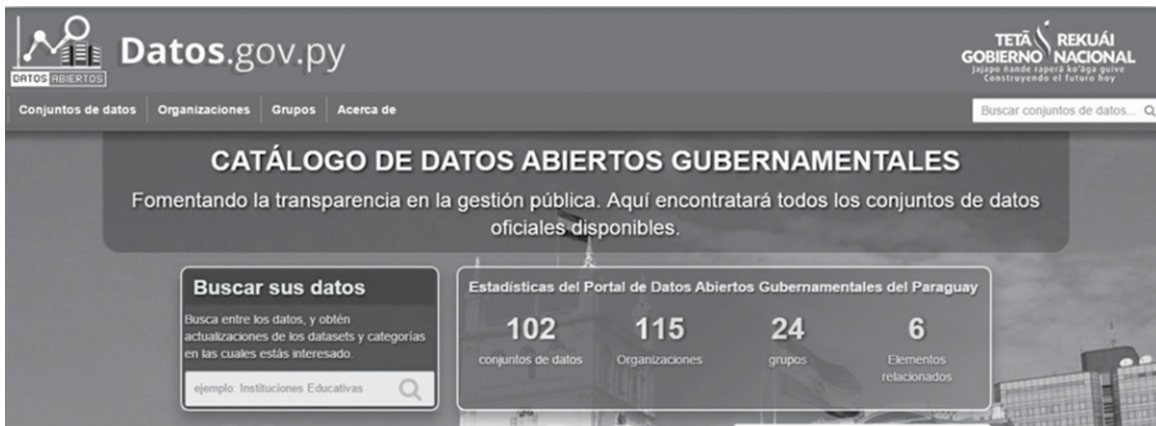 DATOS ABIERTOS
Datos.gov.py
TETÃ REKUÁI
GOBIERNO NACIONAL
Jajapo ñande raperã ko'ãga guive
Construyendo el futuro hoy
Conjuntos de datos
Organizaciones
Grupos
Acerca de
Buscar conjuntos de datos...
CATÁLOGO DE DATOS ABIERTOS GUBERNAMENTALES
Fomentando la transparencia en la gestión pública. Aquí encontratará todos los conjuntos de datos
oficiales disponibles.
Buscar sus datos
Busca entre los datos, y obtén
actualizaciones de los datasets y categorías
en las cuales estás interesado.
ejemplo: Instituciones Educativas
Estadísticas del Portal de Datos Abiertos Gubernamentales del Paraguay
102
conjuntos de datos
115
Organizaciones
24
grupos
6
Elementos
relacionados